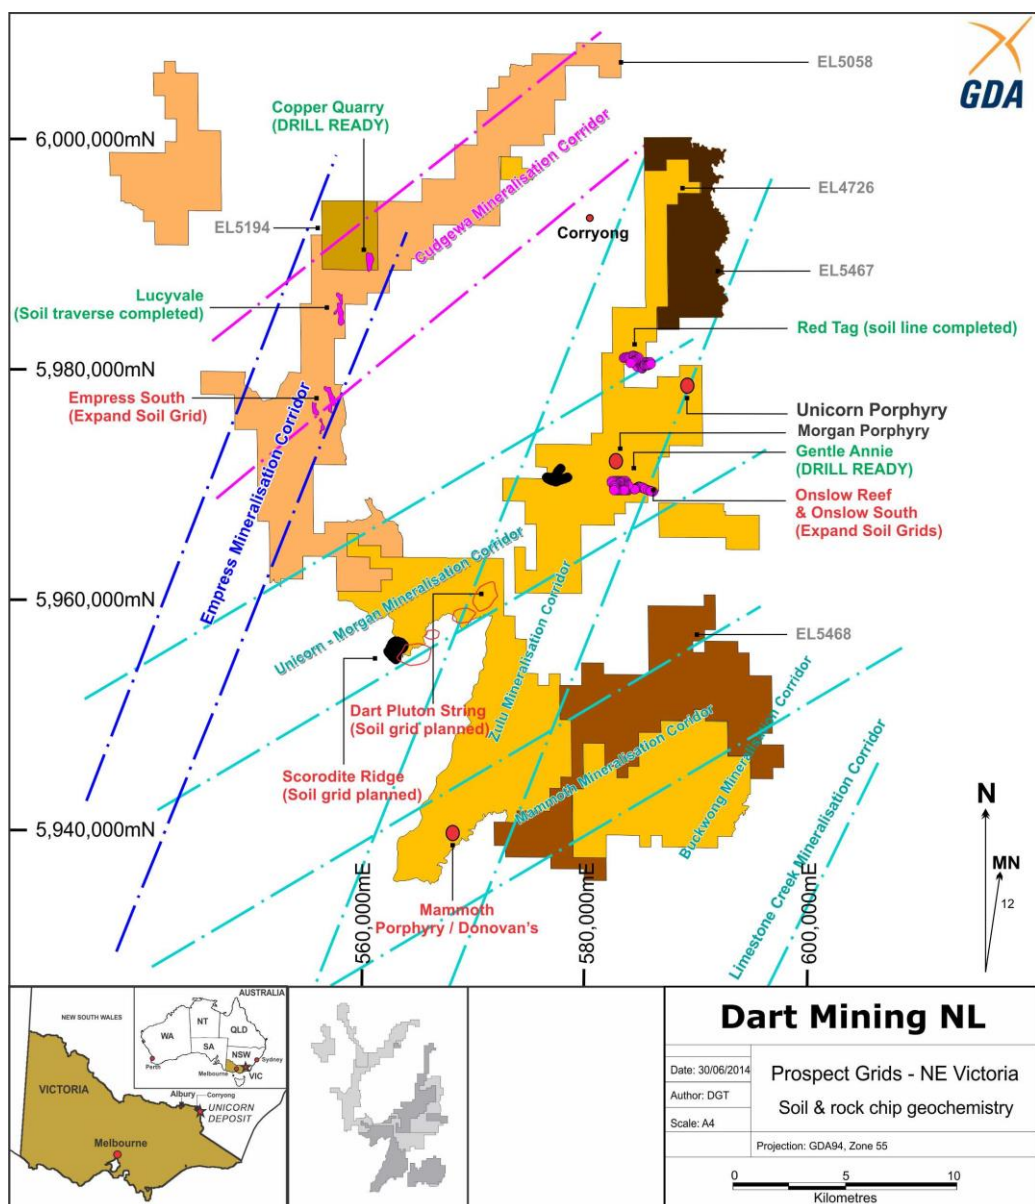 GDA
EL5058
Copper Quarry
(DRILL READY)
6,000,000mN
Cudgewa Mineralisation Corridor
EL4726
EL5194
Corryong
EL5467
Lucyvale
(Soil traverse completed)
Red Tag (soil line completed)
5,980,000mN
Empress South
(Expand Soil Grid)
Unicorn Porphyry
Morgan Porphyry
Gentle Annie
(DRILL READY)
Empress Mineralisation Corridor
Onslow Reef
& Onslow South
(Expand Soil Grids)
5,960,000mN
Unicorn - Morgan Mineralisation Corridor
Zulu Mineralisation Corridor
EL5468
Dart Pluton String
(Soil grid planned)
Scorodite Ridge
(Soil grid planned)
Mammoth Mineralisation Corridor
Buckwong Mineralisation Corridor
Limestone Creek Mineralisation Corridor
5,940,000mN
N
MN
12
560,000mE
580,000mE
600,000mE
Mammoth
Porphyry / Donovan's
NEW SOUTH WALES
AUSTRALIA
WA
NT
QLD
SA
NSW
VIC
Perth
Sydney
Melbourne
VICTORIA
Albury
Corryong
UNICORN
DEPOSIT
Melbourne
Dart Mining NL
Date: 30/06/2014
Author: DGT
Scale: A4
Prospect Grids - NE Victoria
Soil & rock chip geochemistry
Projection: GDA94, Zone 55
0 5 10
Kilometres